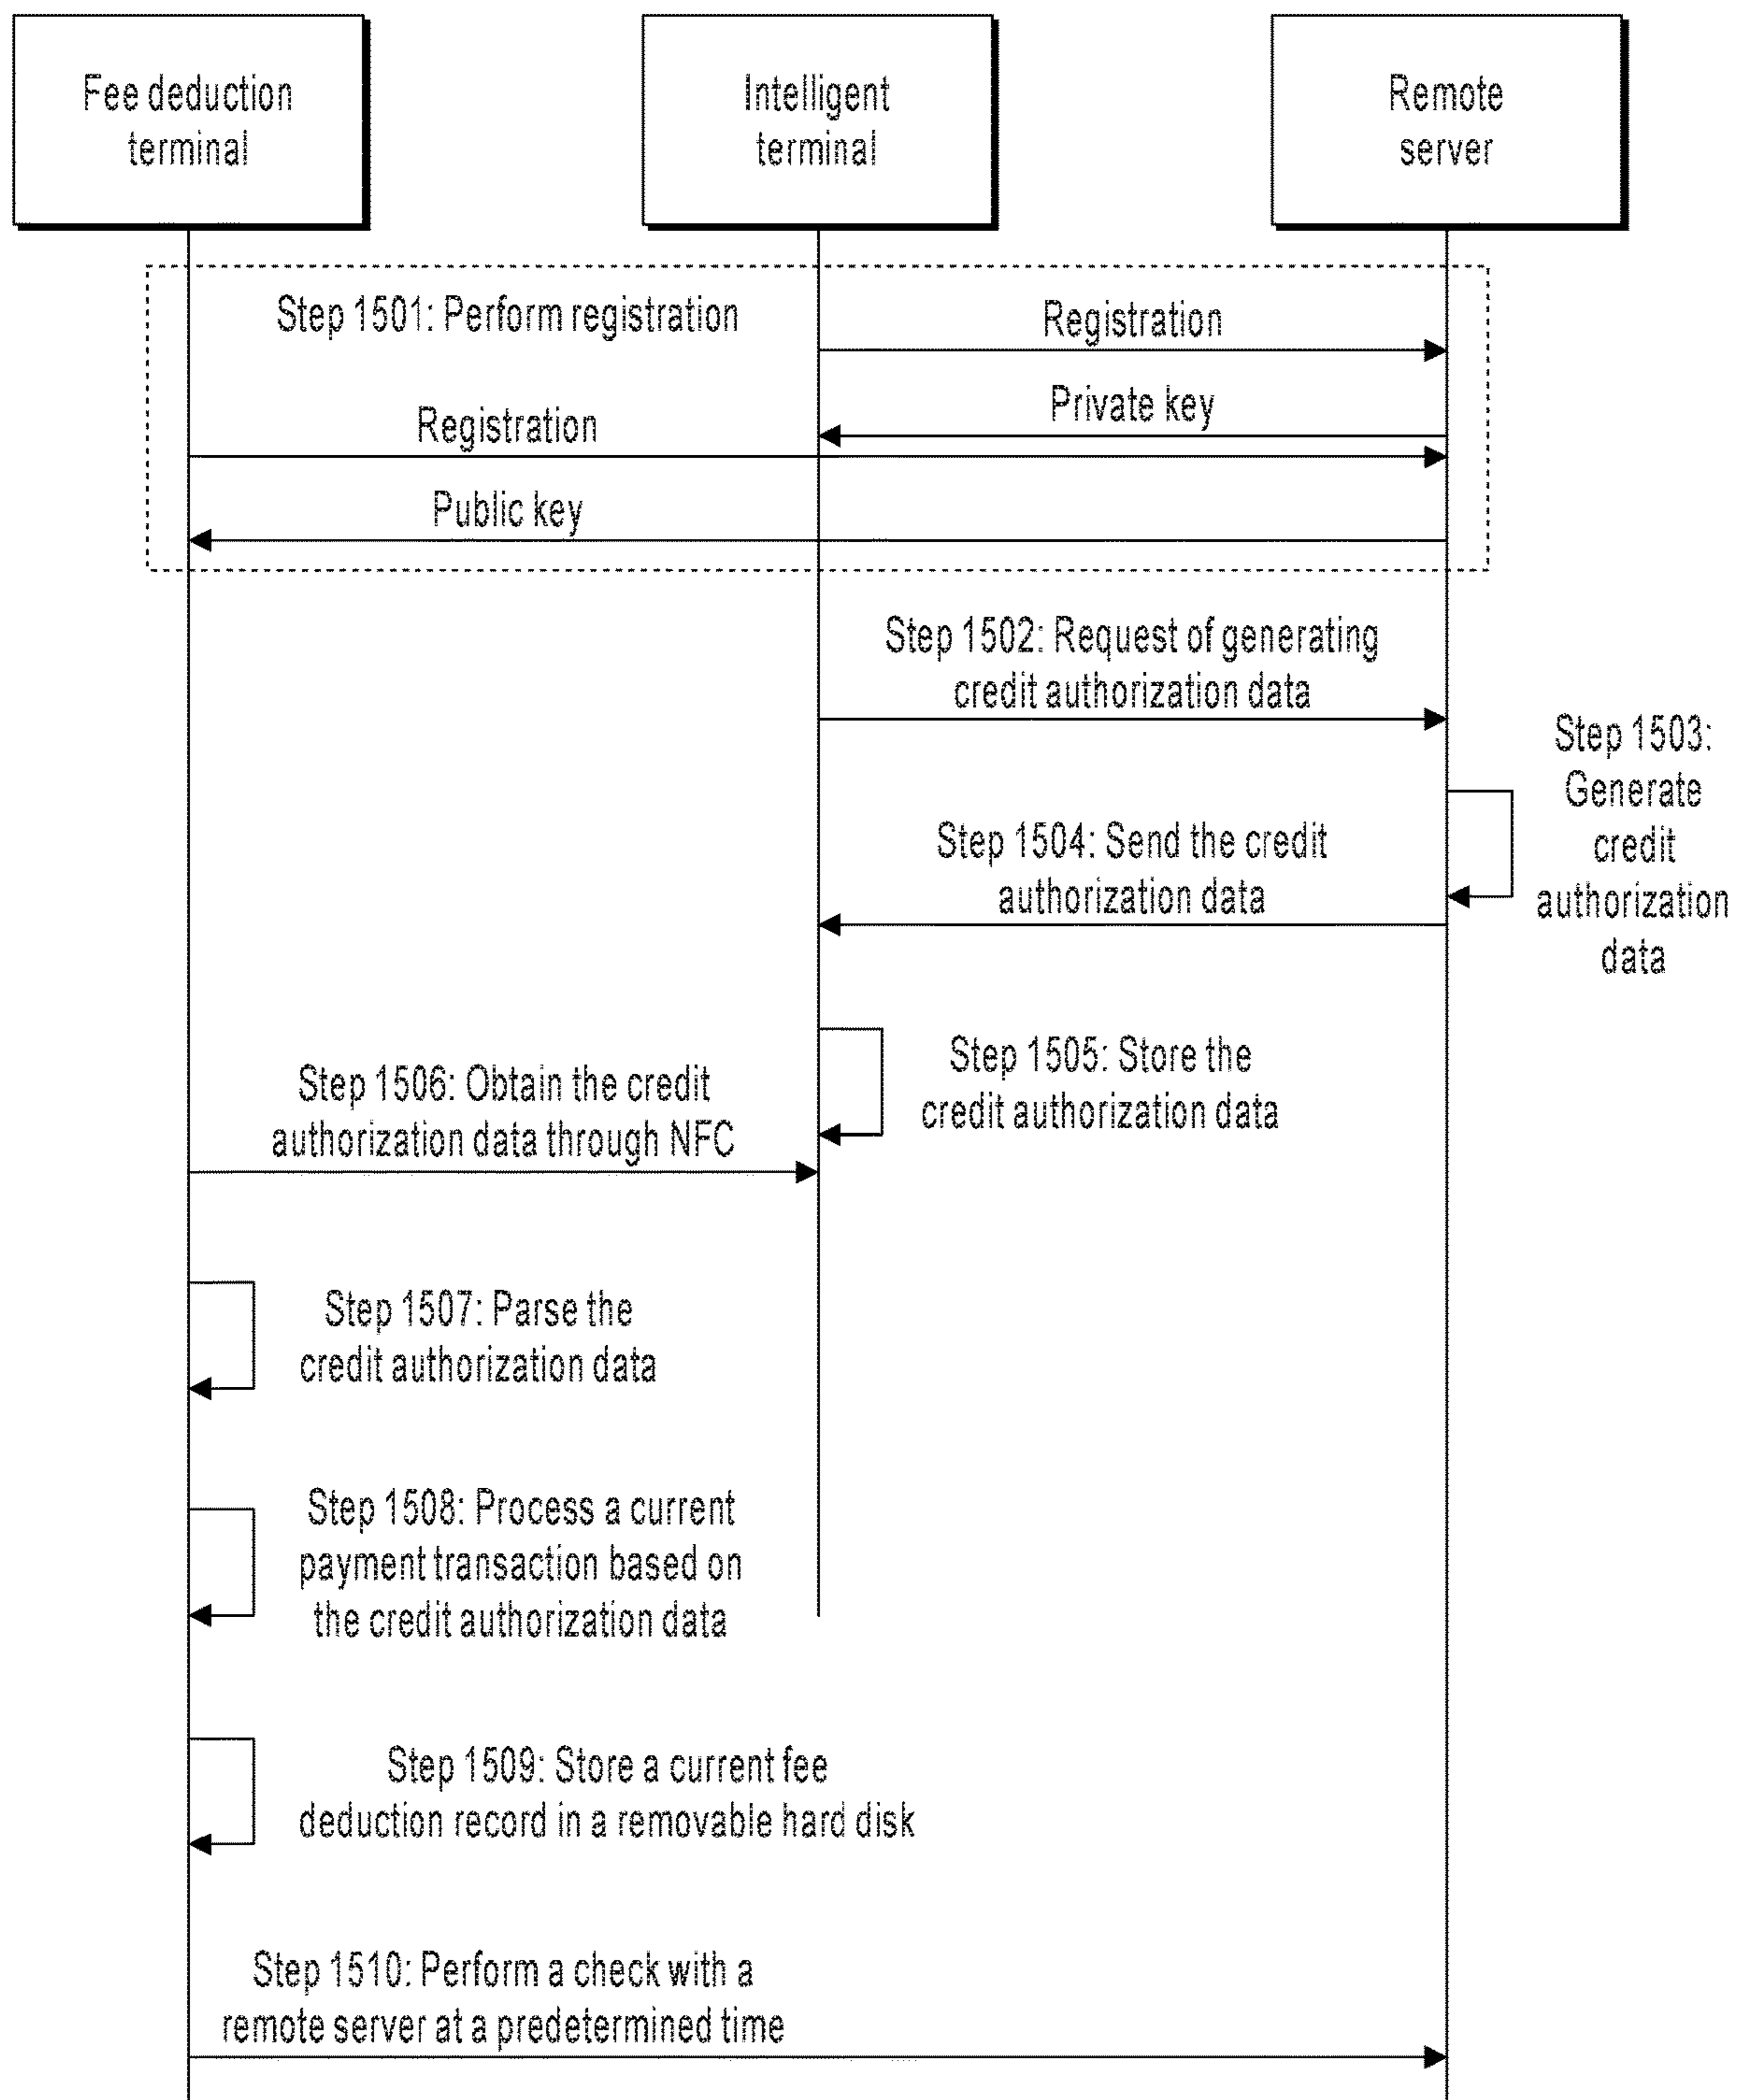 Fee deduction
terminal
Intelligent
terminal
Remote
server
Step 1501: Perform registration
Registration
Private key
Registration
Public key
Step 1502: Request of generating
credit authorization data
Step 1503:
Generate
credit
authorization
data
Step 1504: Send the credit
authorization data
Step 1505: Store the
credit authorization data
Step 1506: Obtain the credit
authorization data through NFC
Step 1507: Parse the
credit authorization data
Step 1508: Process a current
payment transaction based on
the credit authorization data
Step 1509: Store a current fee
deduction record in a removable hard disk
Step 1510: Perform a check with a
remote server at a predetermined time